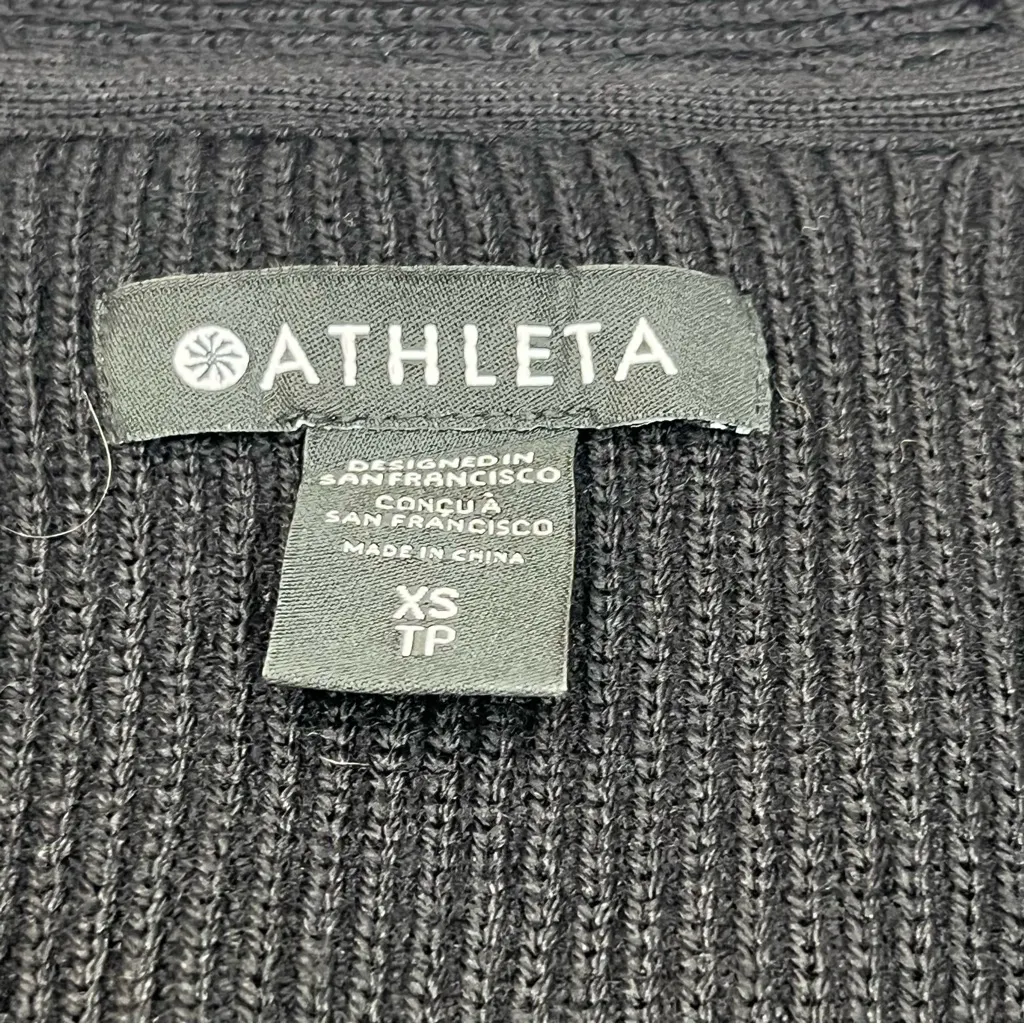 ATHLETA
DESIGNED IN
SAN FRANCISCO
CONÇU À
SAN FRANCISCO
MADE IN CHINA
XS
TP